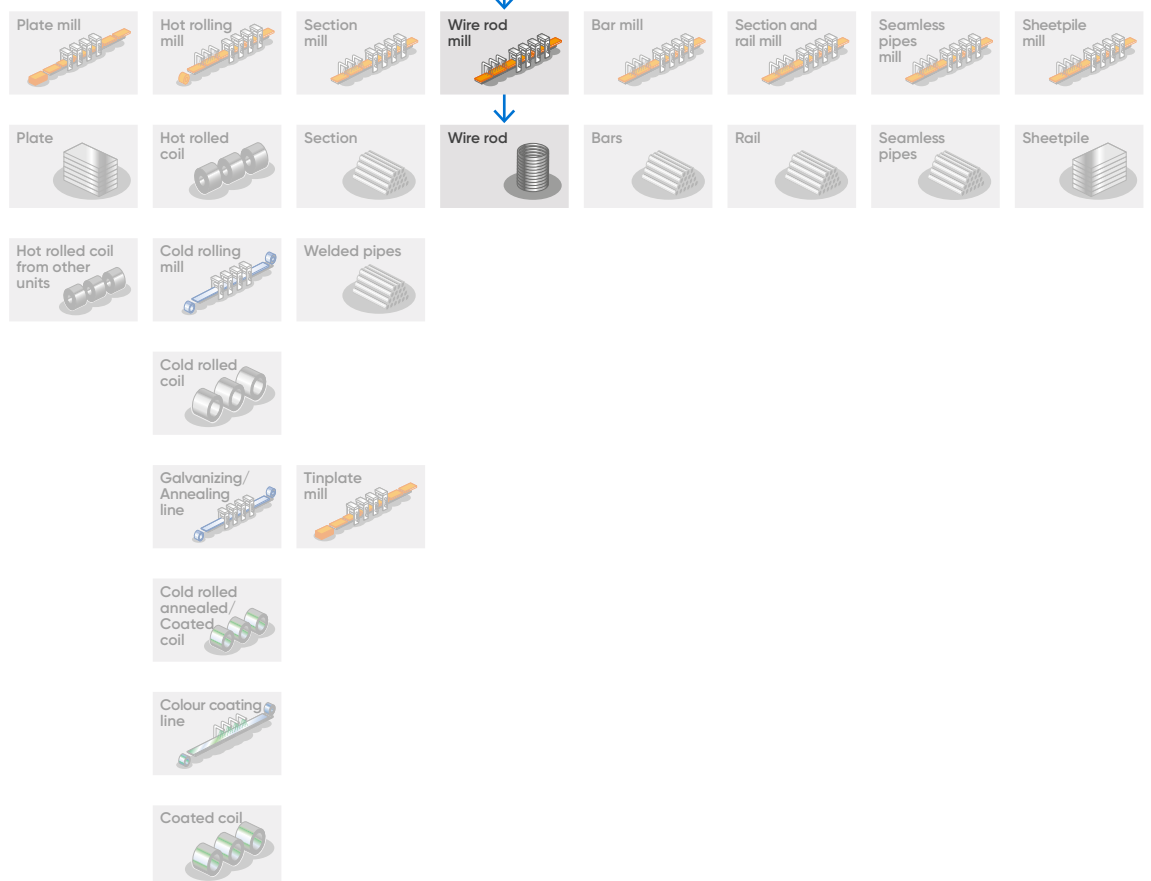 Plate mill
Hot rolling
mill
Section
mill
Wire rod
mill
Bar mill
Section and
rail mill
Seamless
pipes
mill
Sheetpile
mill
Plate
Hot rolled
coil
Section
Wire rod
Bars
Rail
Seamless
pipes
Sheetpile
Hot rolled coil
from other
units
Cold rolling
mill
Welded pipes
Cold rolled
coil
Galvanizing/
Annealing
line
Tinplate
mill
Cold rolled
annealed/
Coated
coil
Colour coating
line
Coated coil